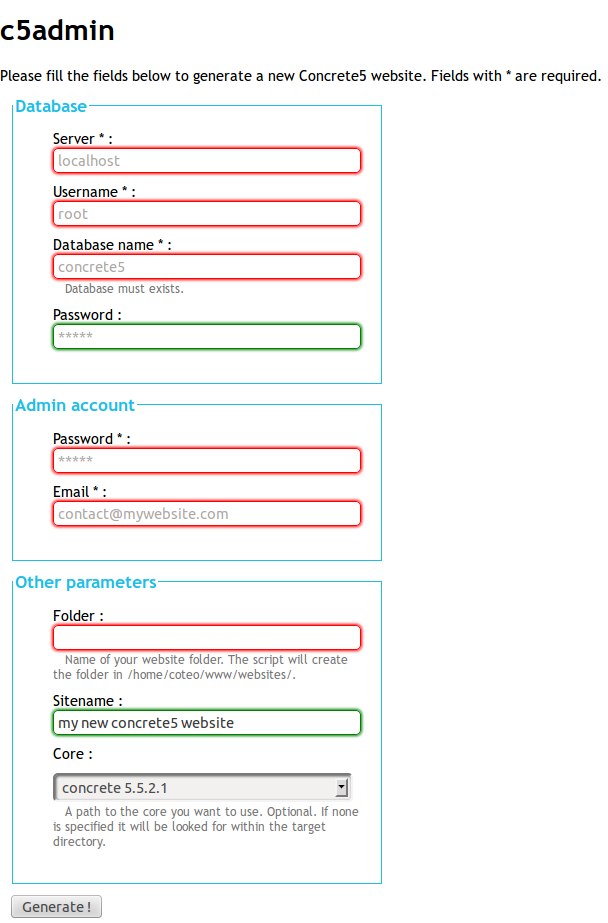 c5admin
Please fill the fields below to generate a new Concrete5 website. Fields with * are required.
Database
Server * :
localhost
Username * :
root
Database name * :
concrete5
Database must exists.
Password :
*****
Admin account
Password * :
*****
Email * :
contact@mywebsite.com
Other parameters
Folder :
Name of your website folder. The script will create
the folder in /home/coteo/www/websites/.
Sitename :
my new concrete5 website
Core :
concrete 5.5.2.1
A path to the core you want to use. Optional. If none
is specified it will be looked for within the target
directory.
Generate !